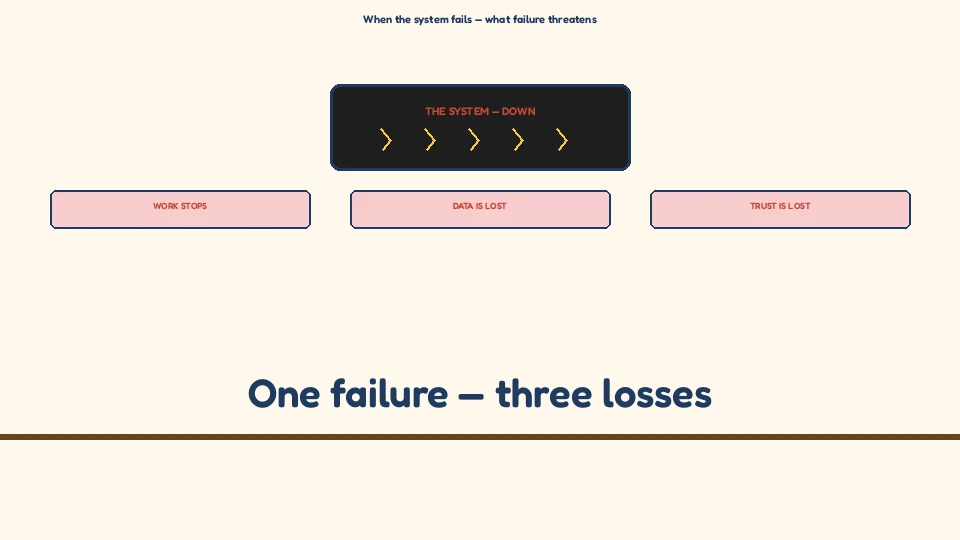 When the system fails — what failure threatens
THE SYSTEM — DOWN
WORK STOPS
DATA IS LOST
TRUST IS LOST
One failure — three losses